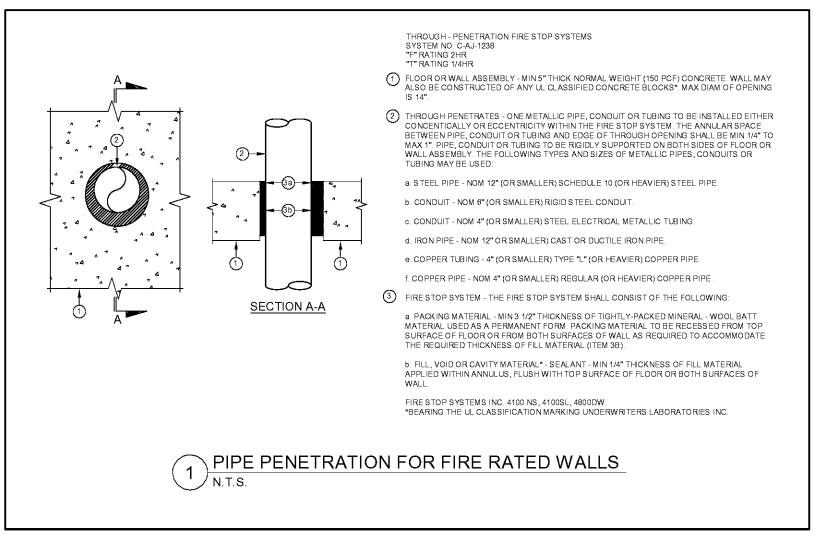 THROUGH - PENETRATION FIRE STOP SYSTEMS
SYSTEM NO. C-AJ-1238
"F" RATING 2HR
"T" RATING 1/4HR
1 FLOOR OR WALL ASSEMBLY - MIN 5" THICK NORMAL WEIGHT (150 PCF) CONCRETE. WALL MAY
ALSO BE CONSTRUCTED OF ANY UL CLASSIFIED CONCRETE BLOCKS*. MAX DIAM OF OPENING
IS 14".
2 THROUGH PENETRATES - ONE METALLIC PIPE, CONDUIT OR TUBING TO BE INSTALLED EITHER
CONCENTICALLY OR ECCENTRICITY WITHIN THE FIRE STOP SYSTEM. THE ANNULAR SPACE
BETWEEN PIPE, CONDUIT OR TUBING AND EDGE OF THROUGH OPENING SHALL BE MIN 1/4" TO
MAX 1". PIPE, CONDUIT OR TUBING TO BE RIGIDLY SUPPORTED ON BOTH SIDES OF FLOOR OR
WALL ASSEMBLY. THE FOLLOWING TYPES AND SIZES OF METALLIC PIPES, CONDUITS OR
TUBING MAY BE USED:
a. STEEL PIPE - NOM 12" (OR SMALLER) SCHEDULE 10 (OR HEAVIER) STEEL PIPE.
b. CONDUIT - NOM 6" (OR SMALLER) RIGID STEEL CONDUIT.
c. CONDUIT - NOM 4" (OR SMALLER) STEEL ELECTRICAL METALLIC TUBING.
d. IRON PIPE - NOM 12" OR SMALLER) CAST OR DUCTILE IRON PIPE.
e. COPPER TUBING - 4" (OR SMALLER) TYPE "L" (OR HEAVIER) COPPER PIPE.
f. COPPER PIPE - NOM 4" (OR SMALLER) REGULAR (OR HEAVIER) COPPER PIPE.
3 FIRE STOP SYSTEM - THE FIRE STOP SYSTEM SHALL CONSIST OF THE FOLLOWING:
a. PACKING MATERIAL - MIN 3 1/2" THICKNESS OF TIGHTLY-PACKED MINERAL - WOOL BATT
MATERIAL USED AS A PERMANENT FORM. PACKING MATERIAL TO BE RECESSED FROM TOP
SURFACE OF FLOOR OR FROM BOTH SURFACES OF WALL AS REQUIRED TO ACCOMMODATE
THE REQUIRED THICKNESS OF FILL MATERIAL (ITEM 3B).
b. FILL, VOID OR CAVITY MATERIAL* - SEALANT - MIN 1/4" THICKNESS OF FILL MATERIAL
APPLIED WITHIN ANNULUS, FLUSH WITH TOP SURFACE OF FLOOR OR BOTH SURFACES OF
WALL.
FIRE STOP SYSTEMS INC. 4100 NS, 4100SL, 4800DW.
*BEARING THE UL CLASSIFICATION MARKING UNDERWRITERS LABORATIES INC.
A
2
1
A
2
3a
3b
1
1
SECTION A-A
1 PIPE PENETRATION FOR FIRE RATED WALLS
N.T.S.